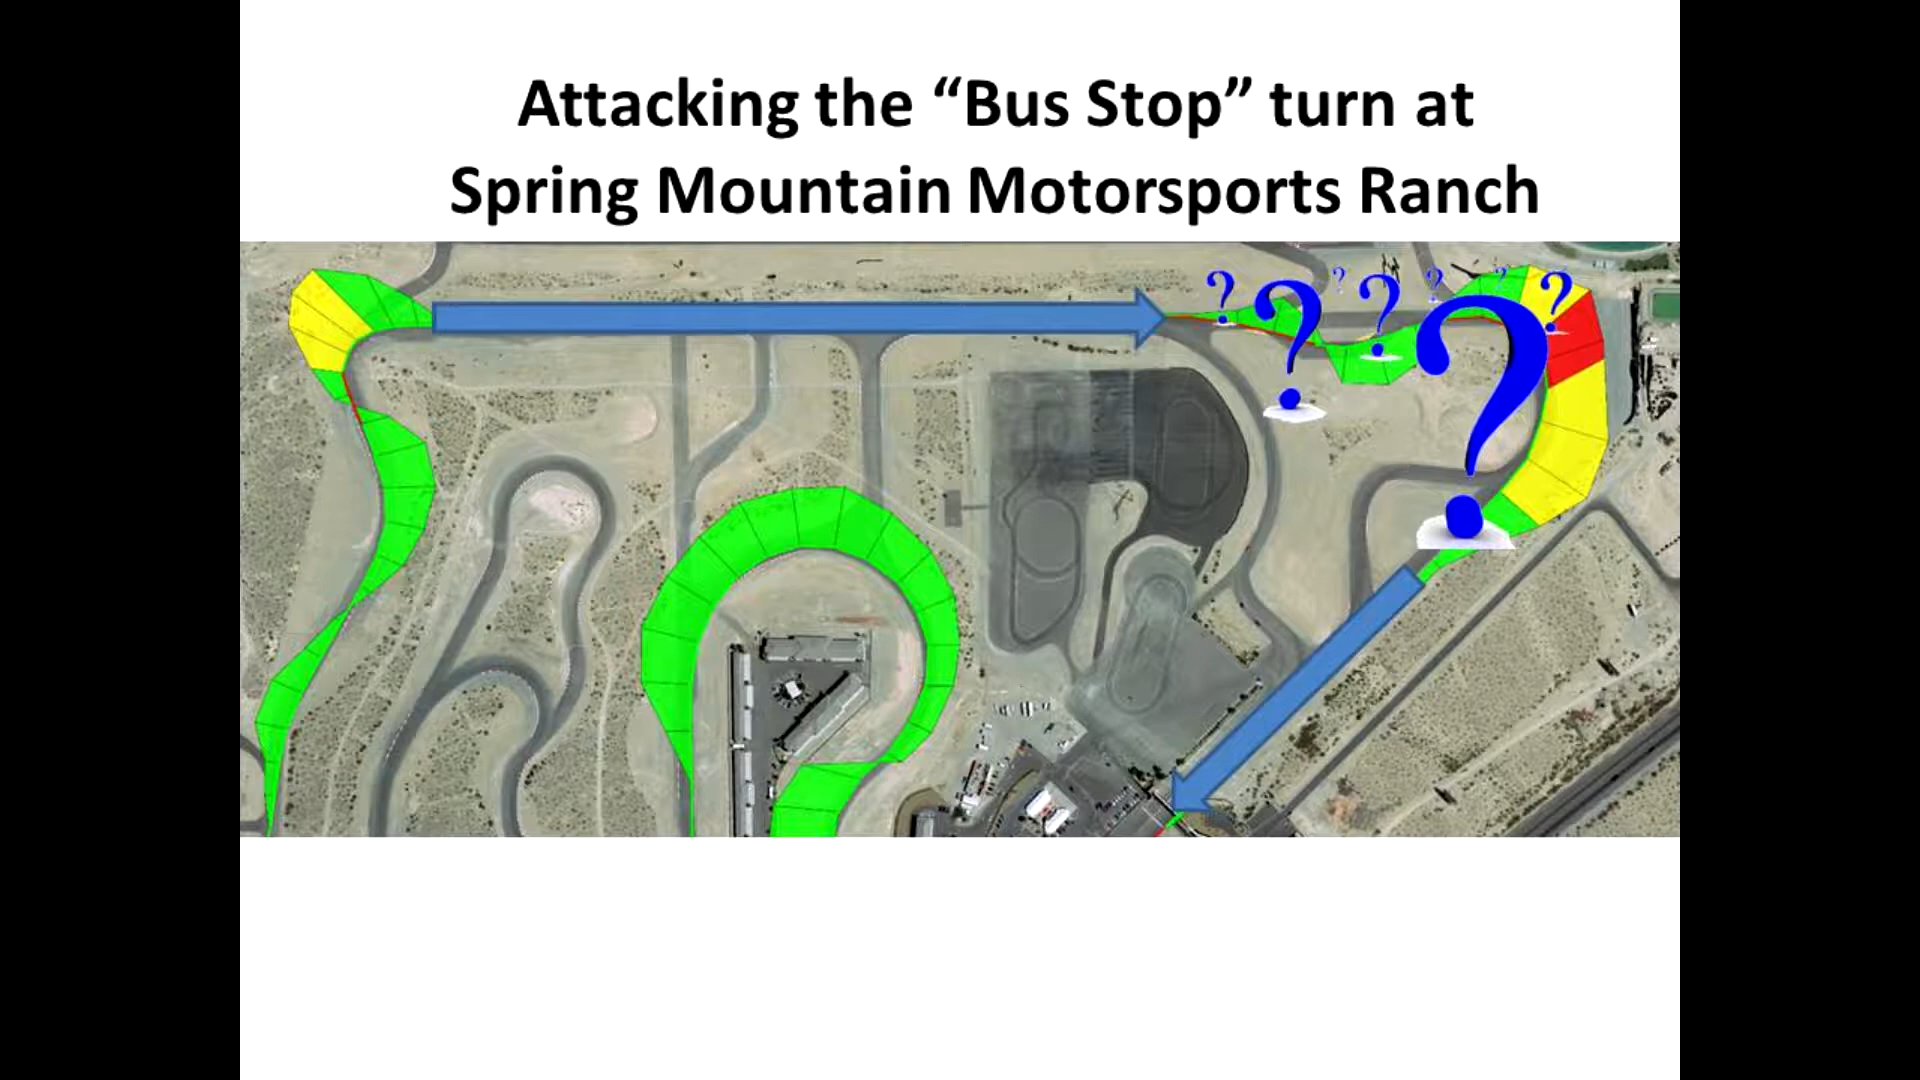 Attacking the “Bus Stop” turn at
Spring Mountain Motorsports Ranch
? ? ? ? ? ? ? ?
?